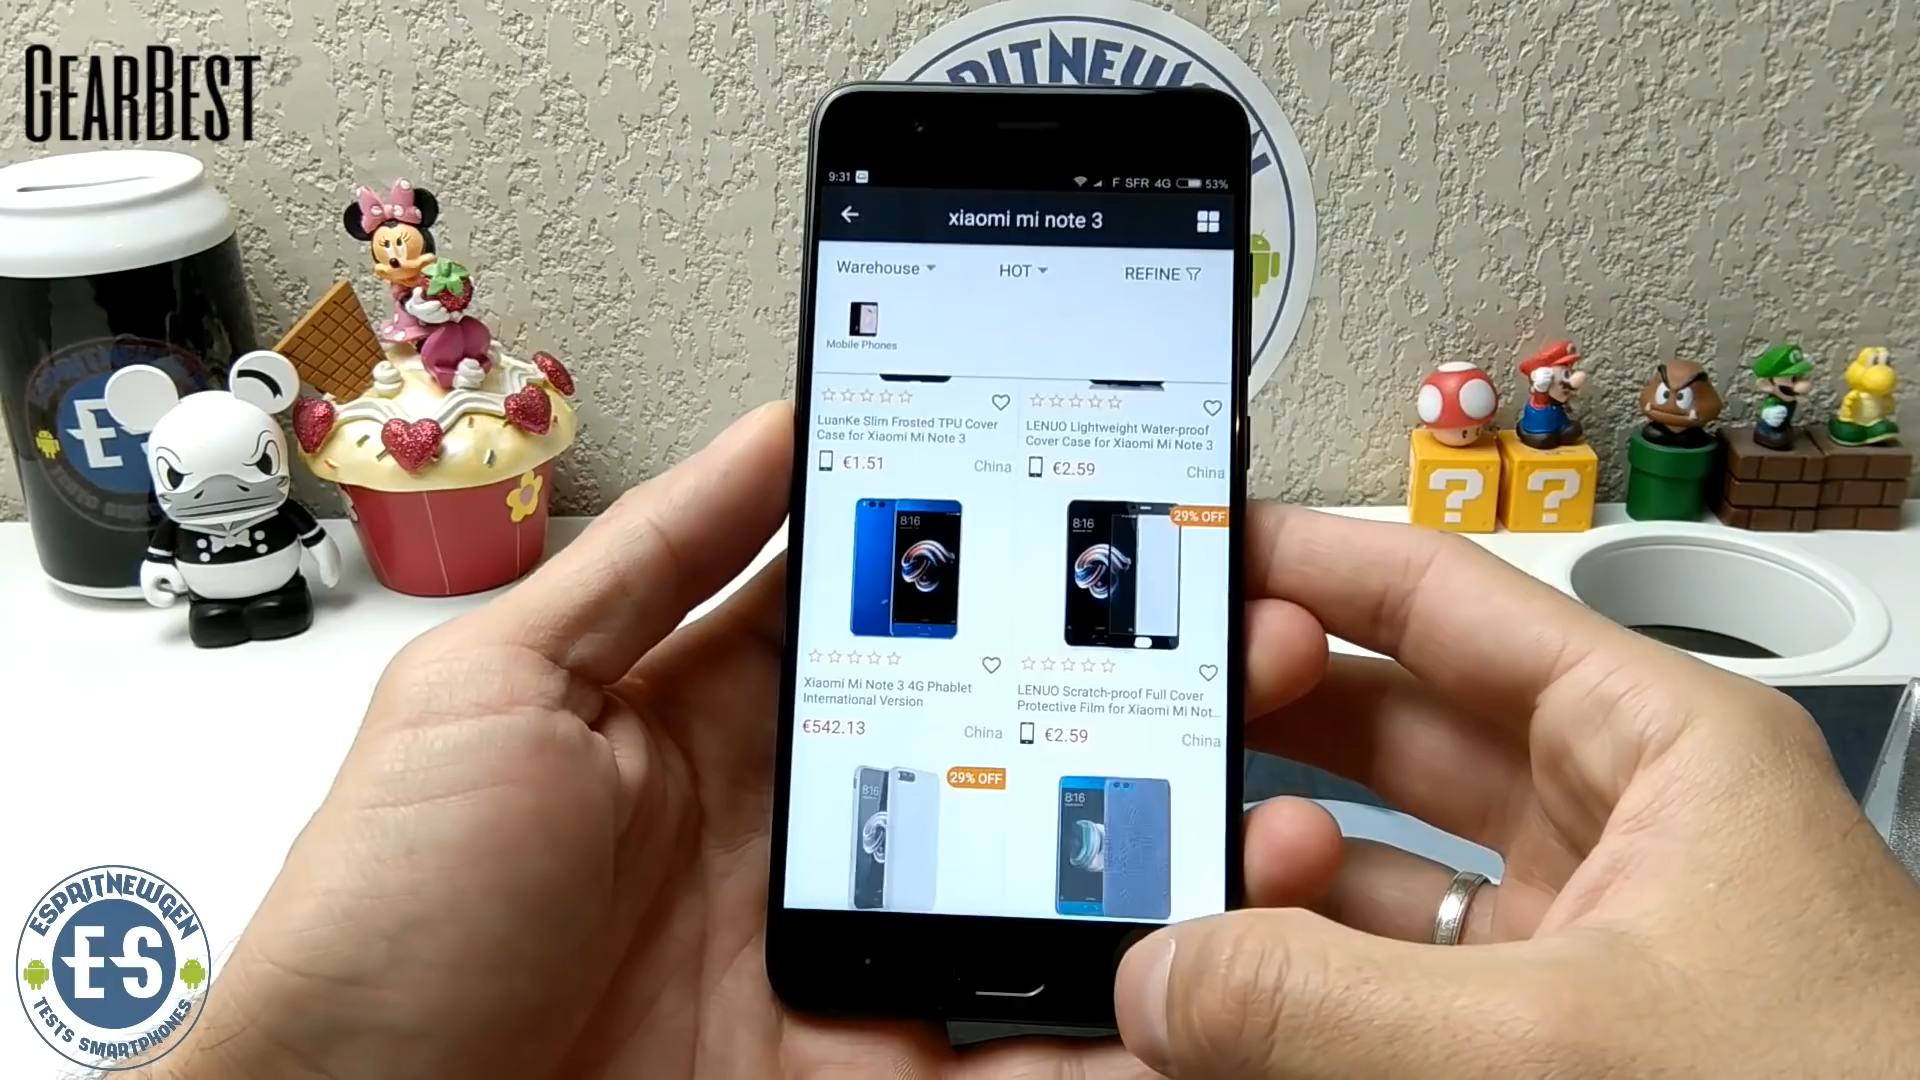 GEARBEST
ESPRITNEWGEN
9:31
F SFR 4G 53%
xiaomi mi note 3
Warehouse
HOT
REFINE
Mobile Phones
LuanKe Slim Frosted TPU Cover
Case for Xiaomi Mi Note 3
€1.51
China
LENUO Lightweight Water-proof
Cover Case for Xiaomi Mi Note 3
€2.59
China
8:16
8:16
29% OFF
Xiaomi Mi Note 3 4G Phablet
International Version
€542.13
China
LENUO Scratch-proof Full Cover
Protective Film for Xiaomi Mi Not...
€2.59
China
8:16
29% OFF
8:16
?
?
ESPRITNEWGEN
ES
TESTS SMARTPHONES